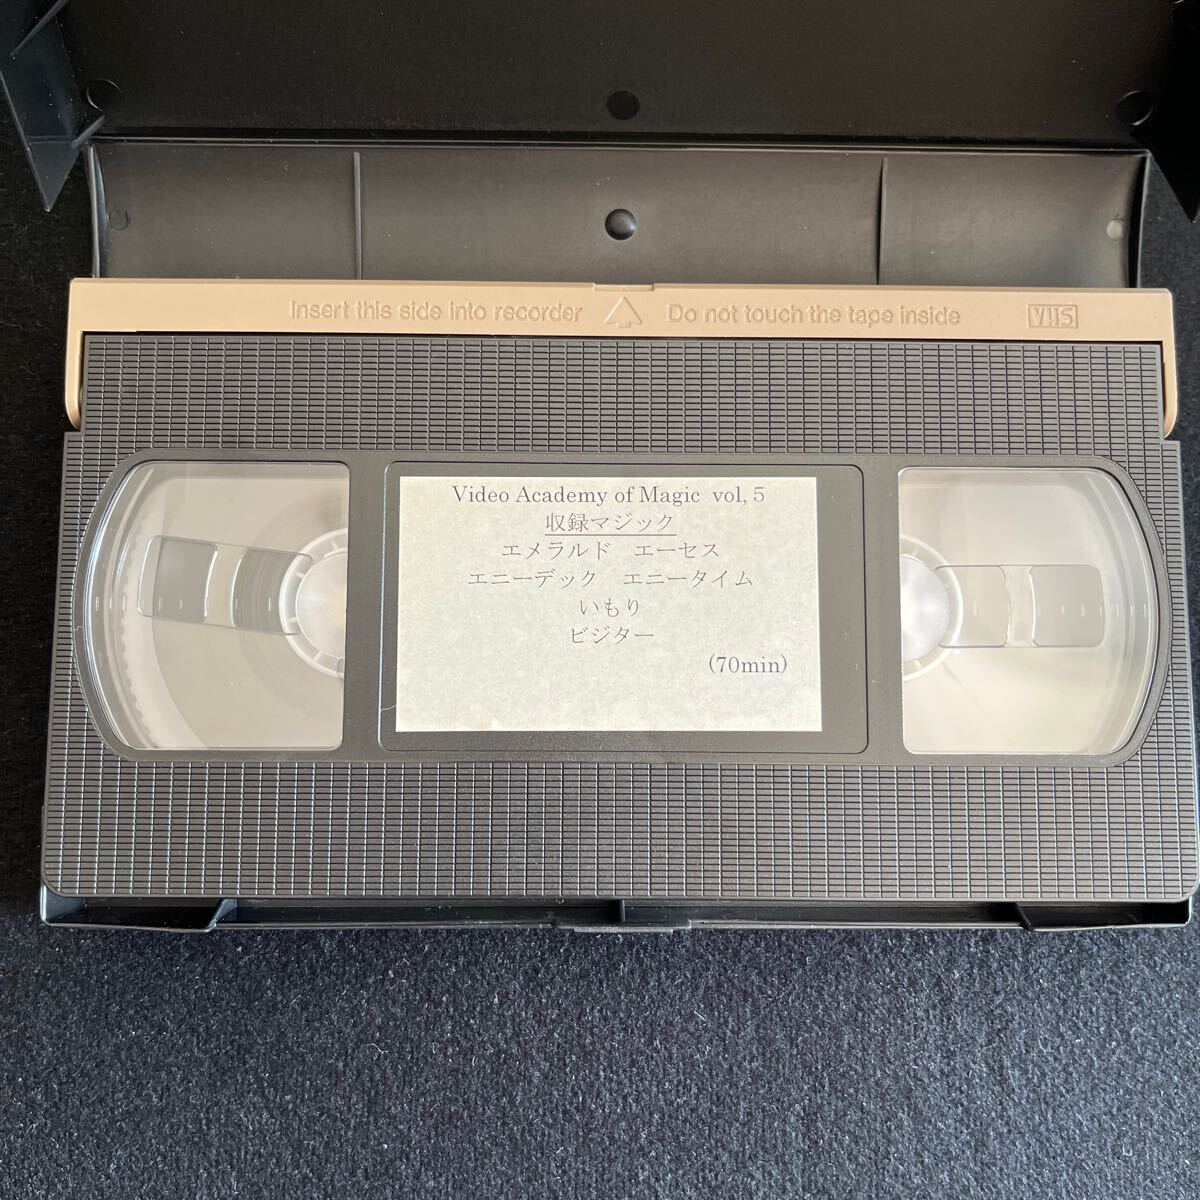 Insert this side into recorder Do not touch the tape inside VHS
Video Academy of Magic vol, 5
収録マジック
エメラルド エーセス
エニーデック エニータイム
いもり
ビジター
(70min)